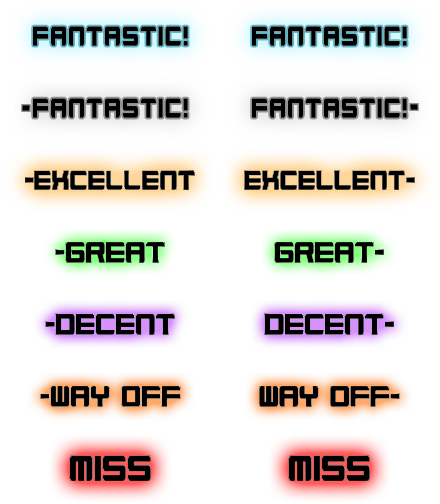 FANTASTIC! FANTASTIC!
-FANTASTIC! FANTASTIC!-
-EXCELLENT EXCELLENT-
-GREAT GREAT-
-DECENT DECENT-
-WAY OFF WAY OFF-
MISS MISS